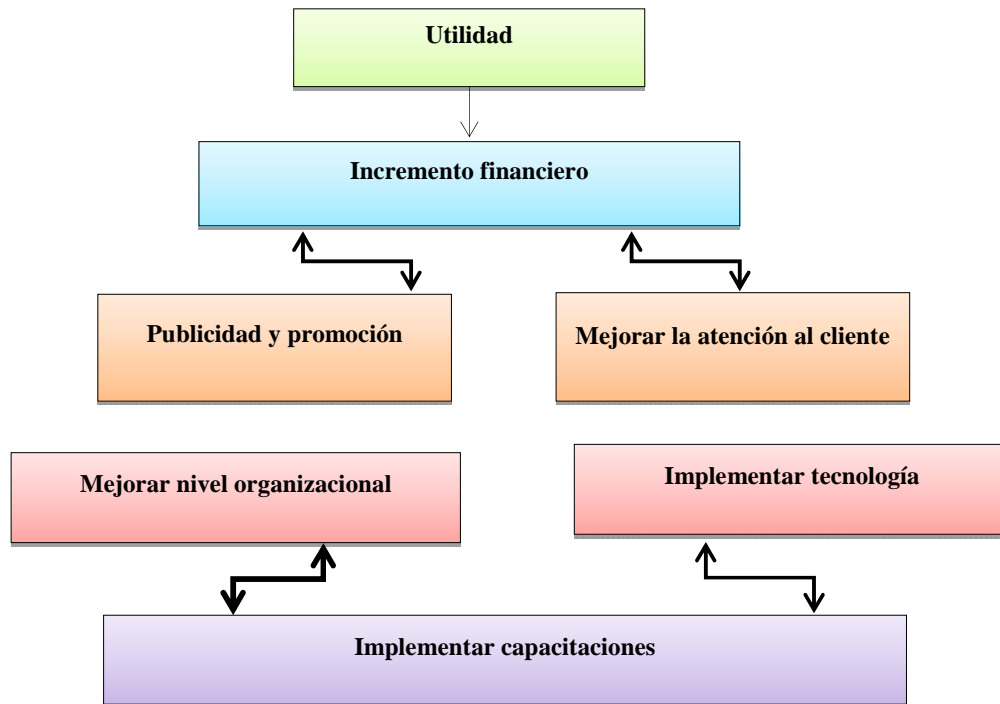 Utilidad
Incremento financiero
Publicidad y promoción
Mejorar la atención al cliente
Mejorar nivel organizacional
Implementar tecnología
Implementar capacitaciones